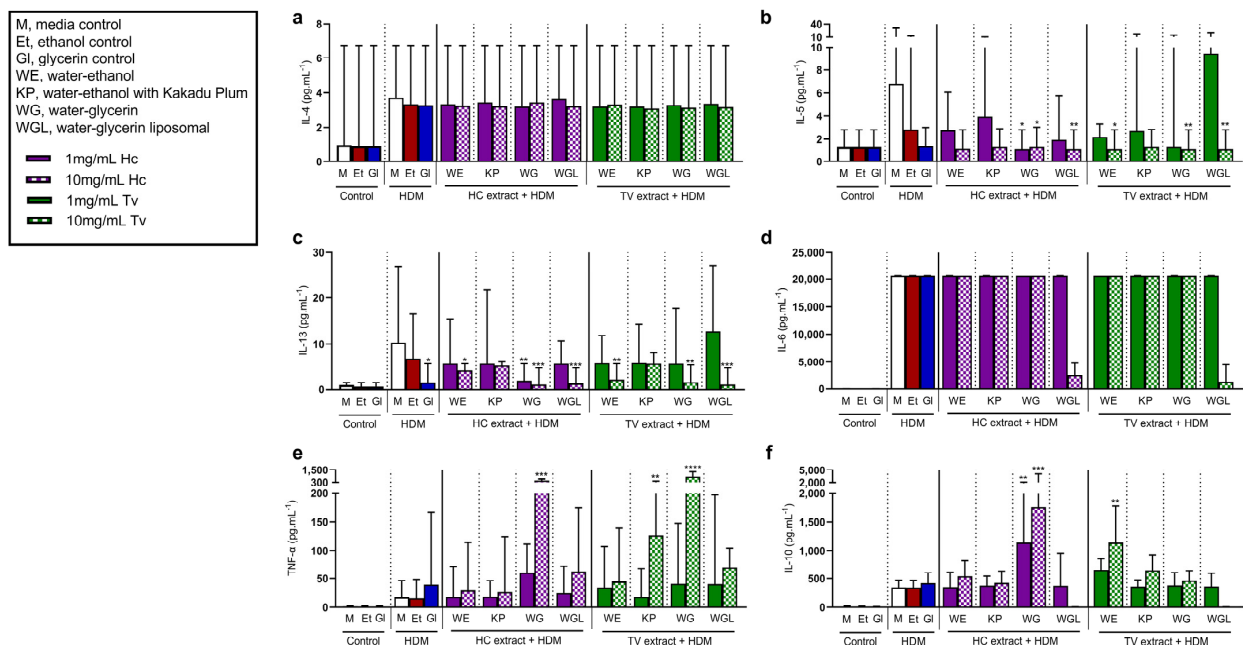 M, media control
Et, ethanol control
Gl, glycerin control
WE, water-ethanol
KP, water-ethanol with Kakadu Plum
WG, water-glycerin
WGL, water-glycerin liposomal
1mg/mL Hc
10mg/mL Hc
1mg/mL Tv
10mg/mL Tv
a
IL-4 (pg.mL-1)
8
6
4
2
0
M Et Gl M Et Gl WE KP WG WGL WE KP WG WGL
Control HDM HC extract + HDM TV extract + HDM
b
IL-5 (pg.mL-1)
40
25
10
8
6
4
2
0
* * ** * ** **
M Et Gl M Et Gl WE KP WG WGL WE KP WG WGL
Control HDM HC extract + HDM TV extract + HDM
c
IL-13 (pg.mL-1)
30
20
10
0
* * ** *** *** ** ** ***
M Et Gl M Et Gl WE KP WG WGL WE KP WG WGL
Control HDM HC extract + HDM TV extract + HDM
d
IL-6 (pg.mL-1)
25,000
20,000
15,000
10,000
5,000
0
M Et Gl M Et Gl WE KP WG WGL WE KP WG WGL
Control HDM HC extract + HDM TV extract + HDM
e
TNF-α (pg.mL-1)
1,500
300
200
150
100
50
0
*** ** ****
M Et Gl M Et Gl WE KP WG WGL WE KP WG WGL
Control HDM HC extract + HDM TV extract + HDM
f
IL-10 (pg.mL-1)
5,000
2,000
2,000
1,500
1,000
500
0
** *** **
M Et Gl M Et Gl WE KP WG WGL WE KP WG WGL
Control HDM HC extract + HDM TV extract + HDM